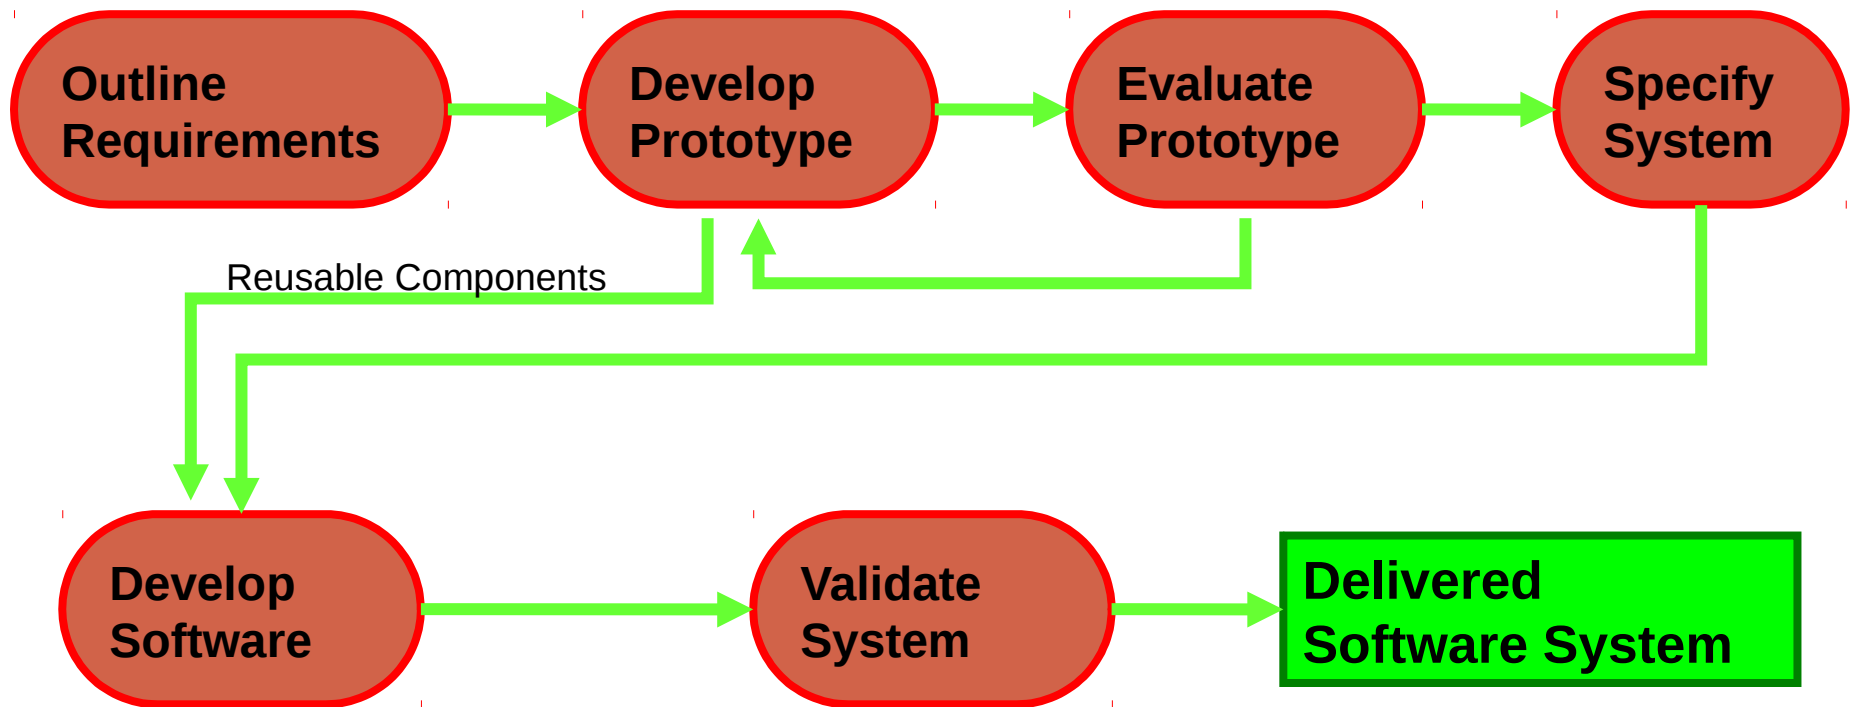 Outline
Requirements
Develop
Prototype
Evaluate
Prototype
Specify
System
Reusable Components
Develop
Software
Validate
System
Delivered
Software System